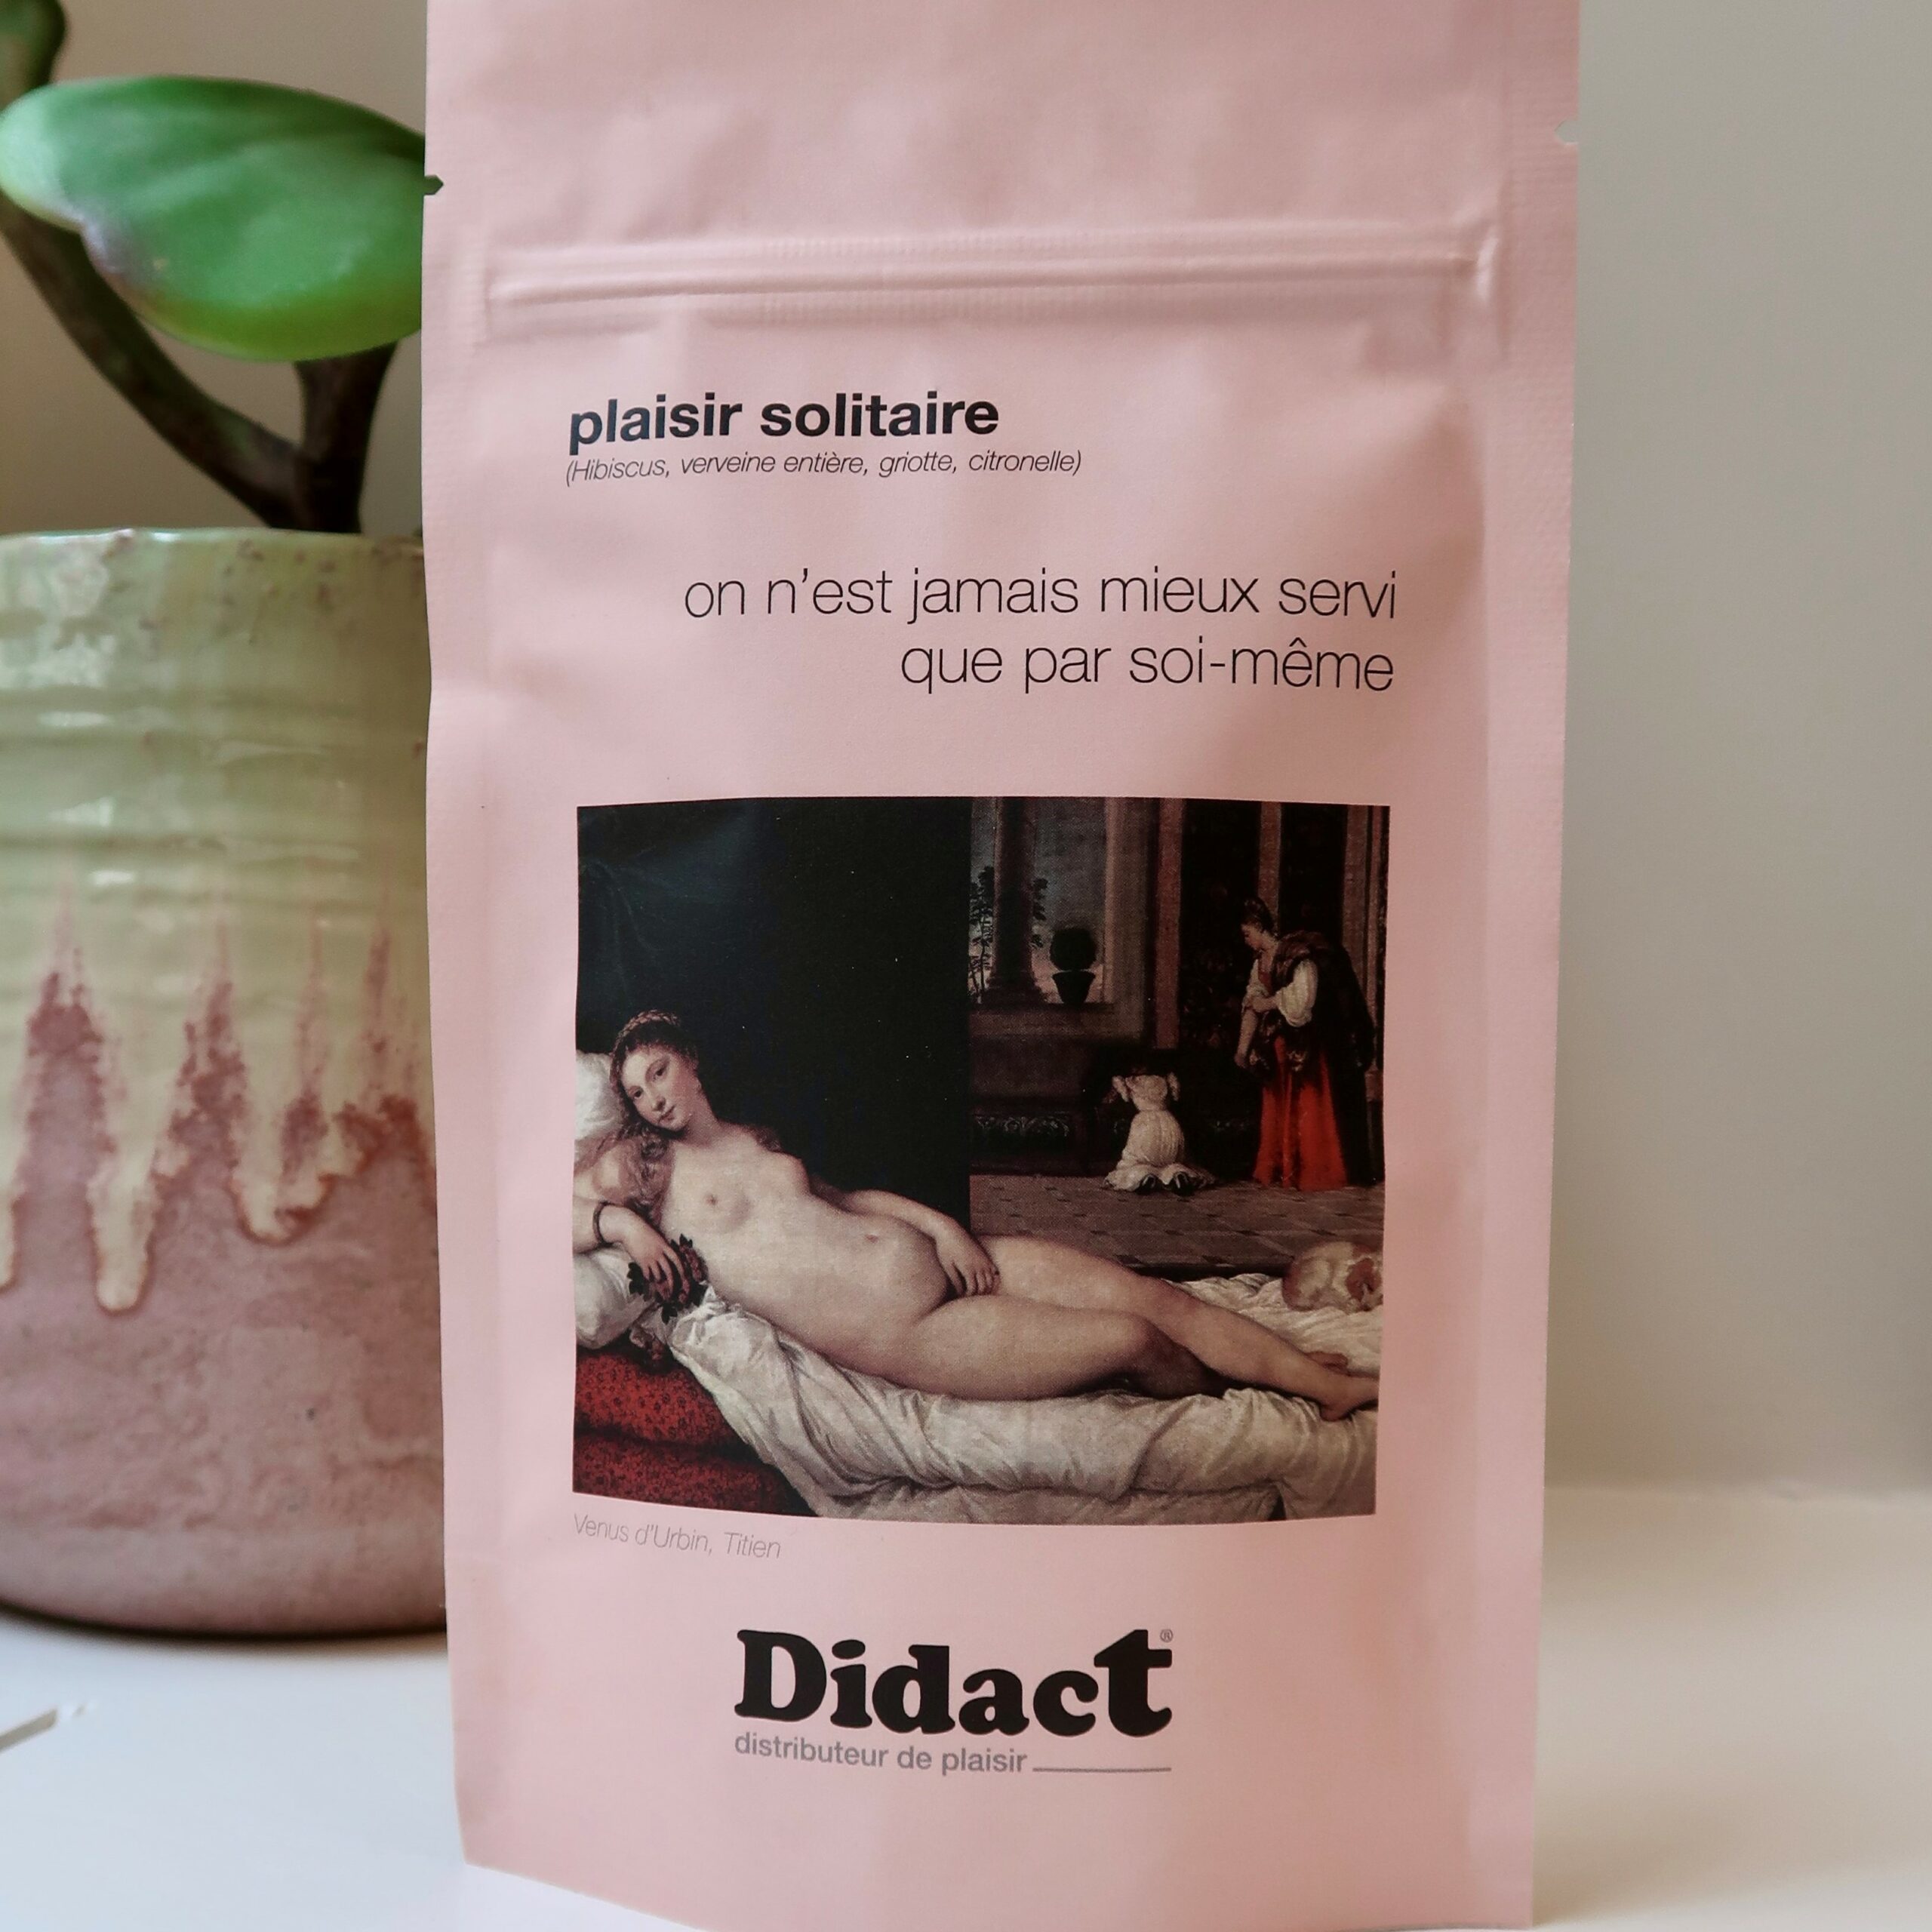 plaisir solitaire
(Hibiscus, verveine entière, griotte, citronelle)
on n'est jamais mieux servi
que par soi-même
Venus d'Urbin, Titien
Didact®
distributeur de plaisir